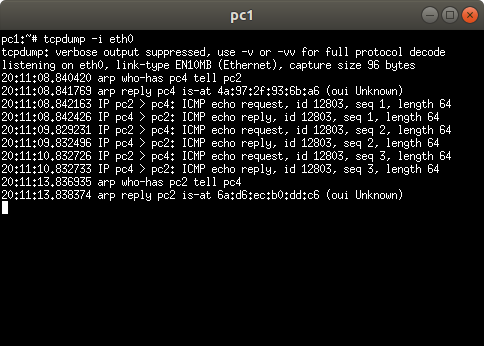 pc1
pc1:~# tcpdump -i eth0
tcpdump: verbose output suppressed, use -v or -vv for full protocol decode
listening on eth0, link-type EN10MB (Ethernet), capture size 96 bytes
20:11:08.840420 arp who-has pc4 tell pc2
20:11:08.841769 arp reply pc4 is-at 4a:97:2f:93:6b:a6 (oui Unknown)
20:11:08.842163 IP pc2 > pc4: ICMP echo request, id 12803, seq 1, length 64
20:11:08.842426 IP pc4 > pc2: ICMP echo reply, id 12803, seq 1, length 64
20:11:09.829231 IP pc2 > pc4: ICMP echo request, id 12803, seq 2, length 64
20:11:09.832496 IP pc4 > pc2: ICMP echo reply, id 12803, seq 2, length 64
20:11:10.832726 IP pc2 > pc4: ICMP echo request, id 12803, seq 3, length 64
20:11:10.832733 IP pc4 > pc2: ICMP echo reply, id 12803, seq 3, length 64
20:11:13.836935 arp who-has pc2 tell pc4
20:11:13.838374 arp reply pc2 is-at 6a:d6:ec:b0:dd:c6 (oui Unknown)